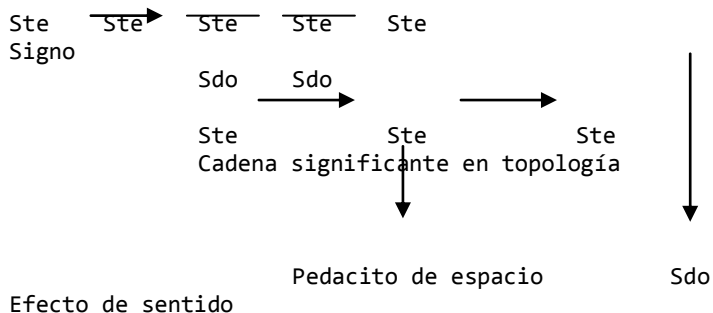 Ste Ste Ste Ste Ste
Signo
Sdo Sdo
Ste Ste Ste
Cadena significante en topología
Pedacito de espacio Sdo
Efecto de sentido